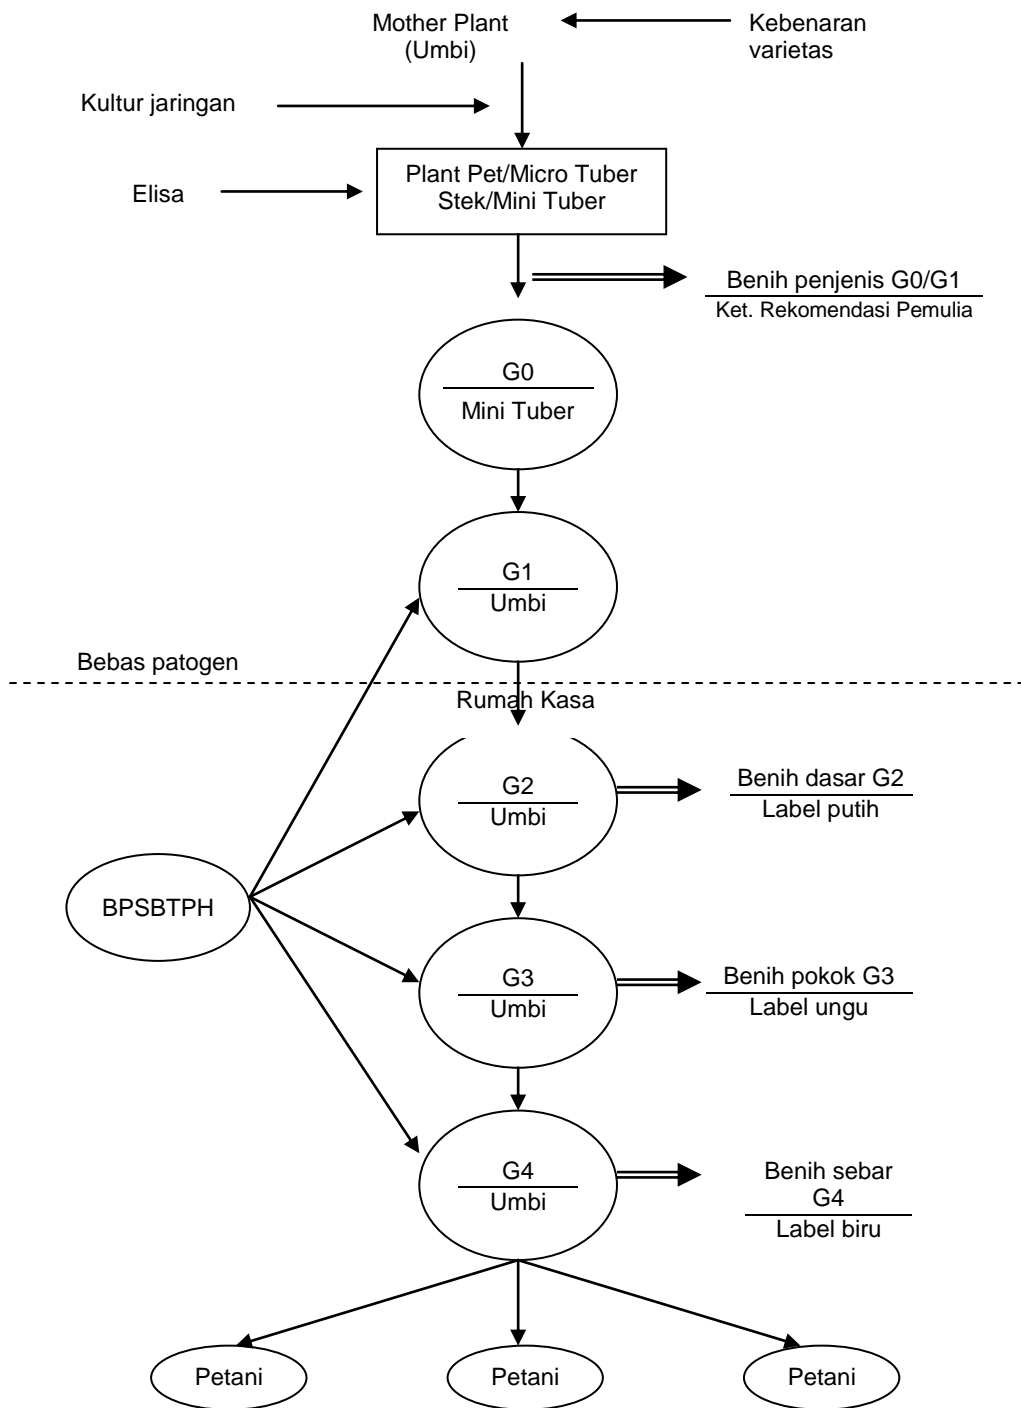 Mother Plant
(Umbi)
Kebenaran
varietas
Kultur jaringan
Plant Pet/Micro Tuber
Stek/Mini Tuber
Elisa
Benih penjenis G0/G1
Ket. Rekomendasi Pemulia
G0
Mini Tuber
G1
Umbi
Bebas patogen
Rumah Kasa
G2
Umbi
Benih dasar G2
Label putih
BPSBTPH
G3
Umbi
Benih pokok G3
Label ungu
G4
Umbi
Benih sebar
G4
Label biru
Petani
Petani
Petani